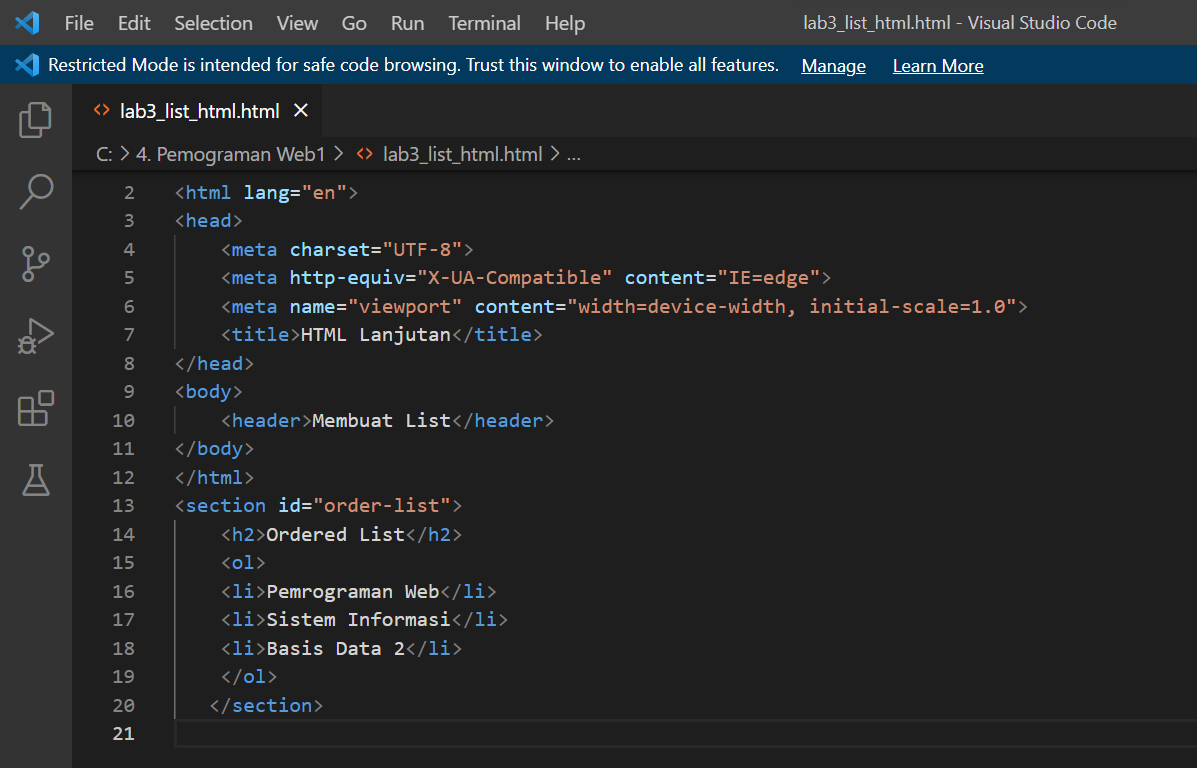 File Edit Selection View Go Run Terminal Help lab3_list_html.html - Visual Studio Code
Restricted Mode is intended for safe code browsing. Trust this window to enable all features. Manage Learn More
lab3_list_html.html
C: > 4. Pemograman Web1 > lab3_list_html.html > ...
2 <html lang="en">
3 <head>
4 <meta charset="UTF-8">
5 <meta http-equiv="X-UA-Compatible" content="IE=edge">
6 <meta name="viewport" content="width=device-width, initial-scale=1.0">
7 <title>HTML Lanjutan</title>
8 </head>
9 <body>
10 <header>Membuat List</header>
11 </body>
12 </html>
13 <section id="order-list">
14 <h2>Ordered List</h2>
15 <ol>
16 <li>Pemrograman Web</li>
17 <li>Sistem Informasi</li>
18 <li>Basis Data 2</li>
19 </ol>
20 </section>
21